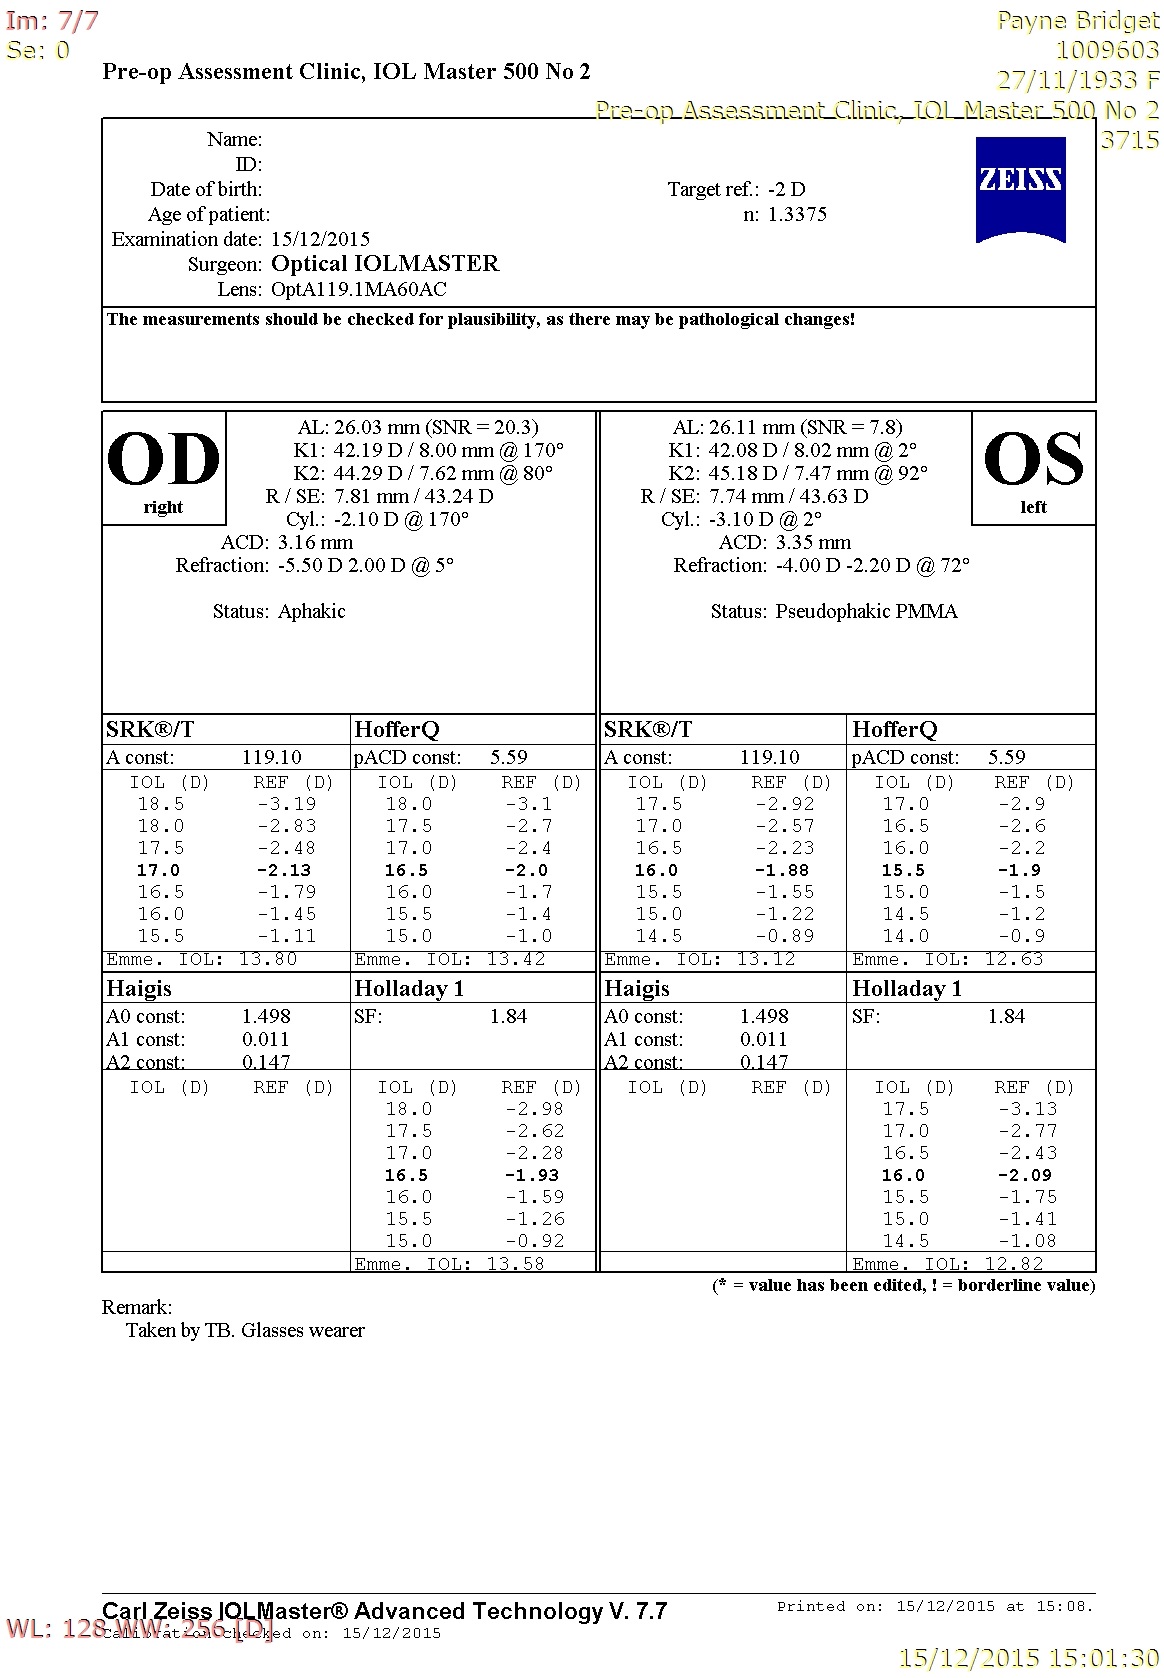 Im: 7/7
Se: 0
Payne Bridget
1009603
27/11/1933 F
Pre-op Assessment Clinic, IOL Master 500 No 2
3715
Pre-op Assessment Clinic, IOL Master 500 No 2
Name:
ID:
Date of birth:
Age of patient:
Examination date: 15/12/2015
Surgeon: Optical IOLMASTER
Lens: OptA119.1MA60AC
Target ref.: -2 D
n: 1.3375
ZEISS
The measurements should be checked for plausibility, as there may be pathological changes!
OD
right
AL: 26.03 mm (SNR = 20.3)
K1: 42.19 D / 8.00 mm @ 170°
K2: 44.29 D / 7.62 mm @ 80°
R / SE: 7.81 mm / 43.24 D
Cyl.: -2.10 D @ 170°
ACD: 3.16 mm
Refraction: -5.50 D 2.00 D @ 5°
Status: Aphakic
AL: 26.11 mm (SNR = 7.8)
K1: 42.08 D / 8.02 mm @ 2°
K2: 45.18 D / 7.47 mm @ 92°
R / SE: 7.74 mm / 43.63 D
Cyl.: -3.10 D @ 2°
ACD: 3.35 mm
Refraction: -4.00 D -2.20 D @ 72°
Status: Pseudophakic PMMA
OS
left
SRK®/T
A const: 119.10
IOL (D) REF (D)
18.5 -3.19
18.0 -2.83
17.5 -2.48
17.0 -2.13
16.5 -1.79
16.0 -1.45
15.5 -1.11
Emme. IOL: 13.80
HofferQ
pACD const: 5.59
IOL (D) REF (D)
18.0 -3.1
17.5 -2.7
17.0 -2.4
16.5 -2.0
16.0 -1.7
15.5 -1.4
15.0 -1.0
Emme. IOL: 13.42
SRK®/T
A const: 119.10
IOL (D) REF (D)
17.5 -2.92
17.0 -2.57
16.5 -2.23
16.0 -1.88
15.5 -1.55
15.0 -1.22
14.5 -0.89
Emme. IOL: 13.12
HofferQ
pACD const: 5.59
IOL (D) REF (D)
17.0 -2.9
16.5 -2.6
16.0 -2.2
15.5 -1.9
15.0 -1.5
14.5 -1.2
14.0 -0.9
Emme. IOL: 12.63
Haigis
A0 const: 1.498
A1 const: 0.011
A2 const: 0.147
IOL (D) REF (D)
Holladay 1
SF: 1.84
IOL (D) REF (D)
18.0 -2.98
17.5 -2.62
17.0 -2.28
16.5 -1.93
16.0 -1.59
15.5 -1.26
15.0 -0.92
Emme. IOL: 13.58
Haigis
A0 const: 1.498
A1 const: 0.011
A2 const: 0.147
IOL (D) REF (D)
Holladay 1
SF: 1.84
IOL (D) REF (D)
17.5 -3.13
17.0 -2.77
16.5 -2.43
16.0 -2.09
15.5 -1.75
15.0 -1.41
14.5 -1.08
Emme. IOL: 12.82
(* = value has been edited, ! = borderline value)
Remark:
Taken by TB. Glasses wearer
Carl Zeiss IOLMaster® Advanced Technology V. 7.7
Printed on: 15/12/2015 at 15:08.
WL: 128 WW: 256 [D]
Calibration checked on: 15/12/2015
15/12/2015 15:01:30